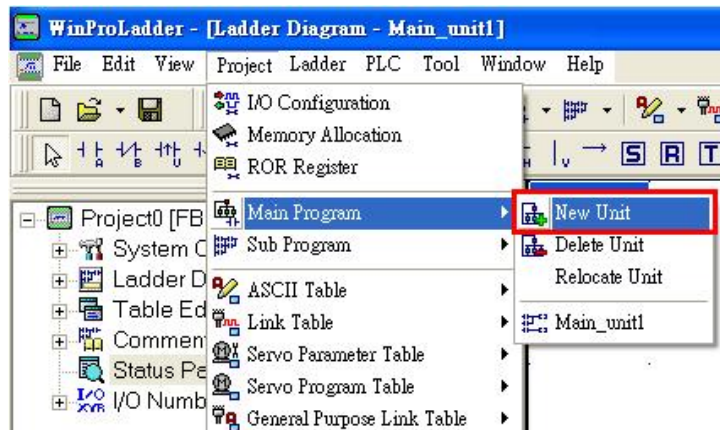 WinProLadder - [Ladder Diagram - Main_unit1]
File Edit View Project Ladder PLC Tool Window Help
I/O Configuration
Memory Allocation
ROR Register
Main Program
Sub Program
ASCII Table
Link Table
Servo Parameter Table
Servo Program Table
General Purpose Link Table
New Unit
Delete Unit
Relocate Unit
Main_unit1
A B U
V S R T
Project0 [FB
System C
Ladder D
Table Ed
Commen
Status Pa
I/O Numb